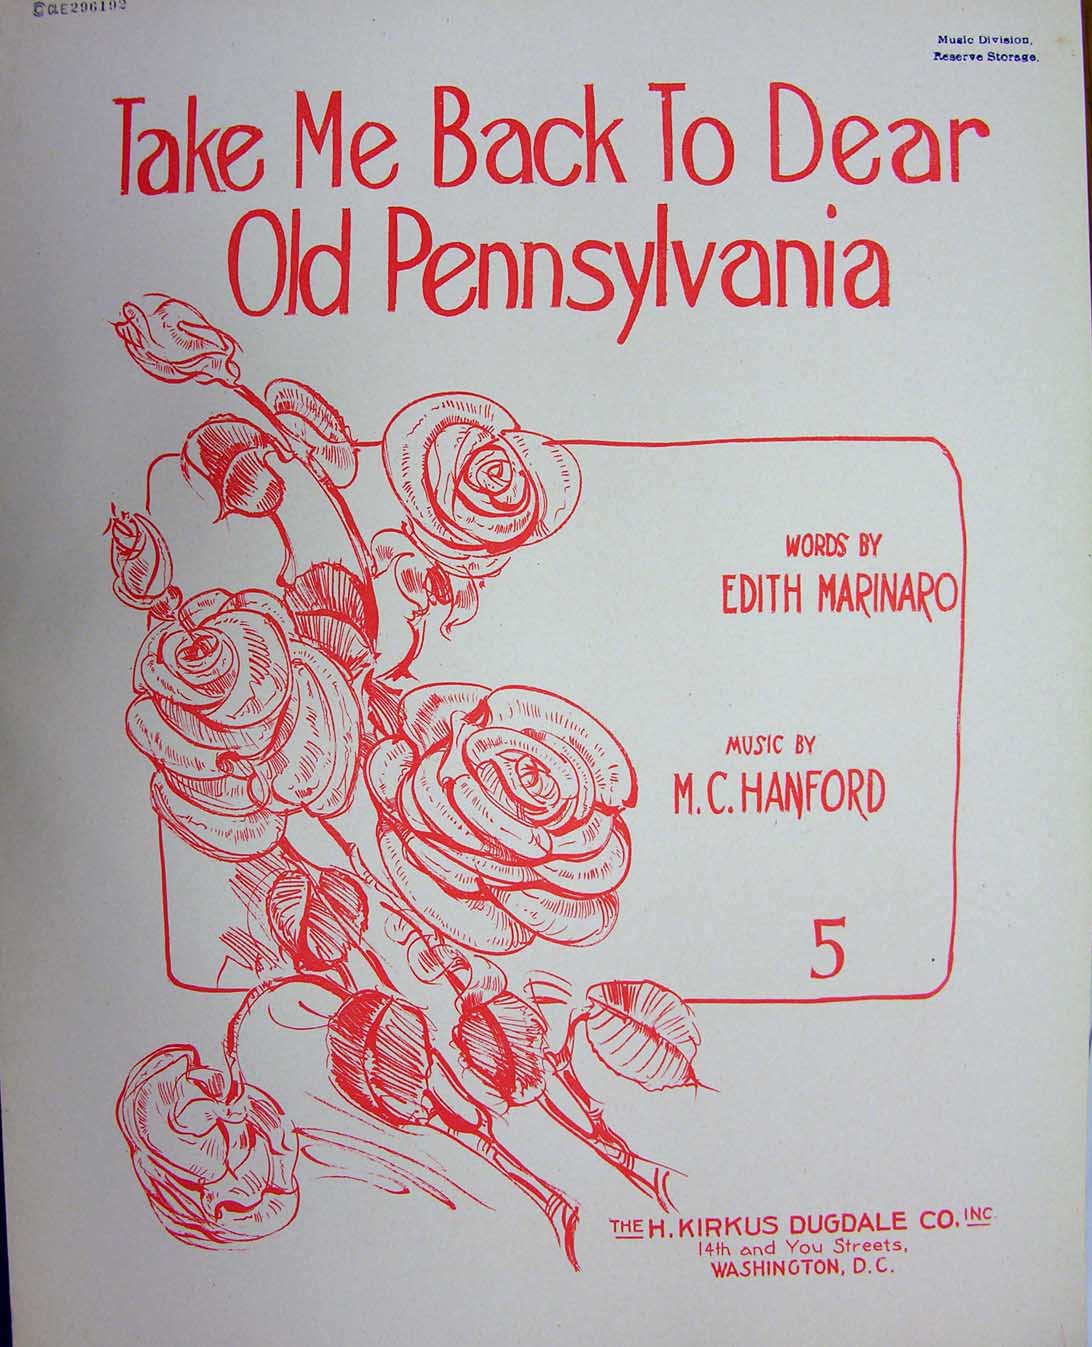 ©CLE296192
Music Division,
Reserve Storage.
Take Me Back To Dear
Old Pennsylvania
WORDS BY
EDITH MARINARO
MUSIC BY
M. C. HANFORD
5
THE H. KIRKUS DUGDALE CO. INC.
14th and You Streets,
WASHINGTON, D. C.